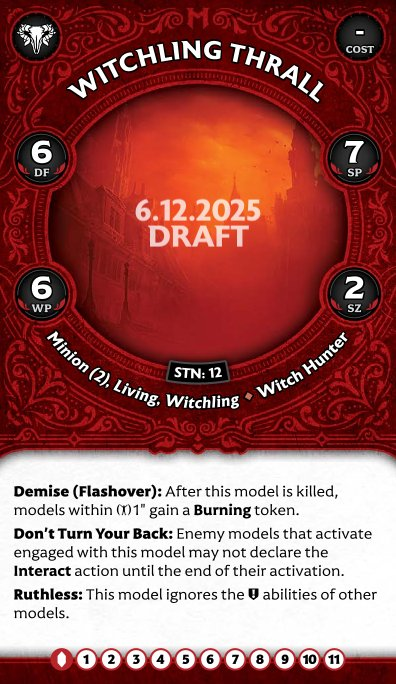 -
COST
WITCHLING THRALL
6
DF
7
SP
6.12.2025
DRAFT
6
WP
2
SZ
STN: 12
Minion (2), Living, Witchling ◆ Witch Hunter
Demise (Flashover): After this model is killed,
models within 1" gain a Burning token.
Don't Turn Your Back: Enemy models that activate
engaged with this model may not declare the
Interact action until the end of their activation.
Ruthless: This model ignores the abilities of other
models.
1 2 3 4 5 6 7 8 9 10 11